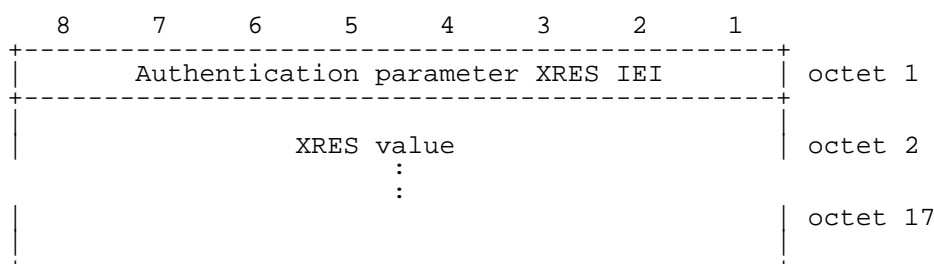 8 7 6 5 4 3 2 1
Authentication parameter XRES IEI octet 1
XRES value octet 2
:
:
octet 17